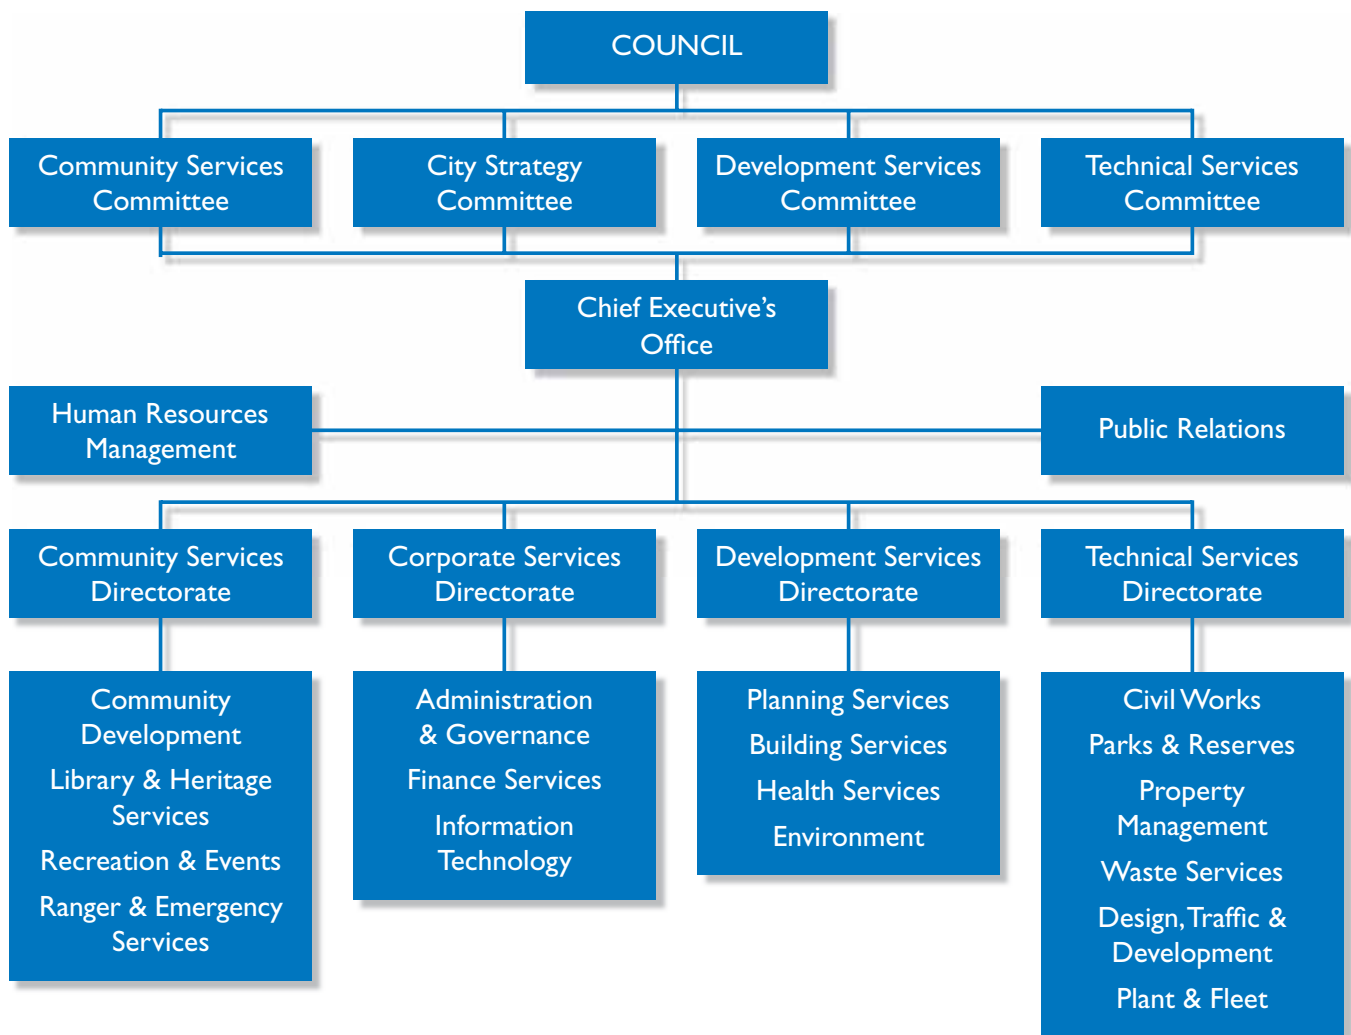 COUNCIL
Community Services
Committee
City Strategy
Committee
Development Services
Committee
Technical Services
Committee
Chief Executive’s
Office
Human Resources
Management
Public Relations
Community Services
Directorate
Corporate Services
Directorate
Development Services
Directorate
Technical Services
Directorate
Community
Development
Library & Heritage
Services
Recreation & Events
Ranger & Emergency
Services
Administration
& Governance
Finance Services
Information
Technology
Planning Services
Building Services
Health Services
Environment
Civil Works
Parks & Reserves
Property
Management
Waste Services
Design, Traffic &
Development
Plant & Fleet